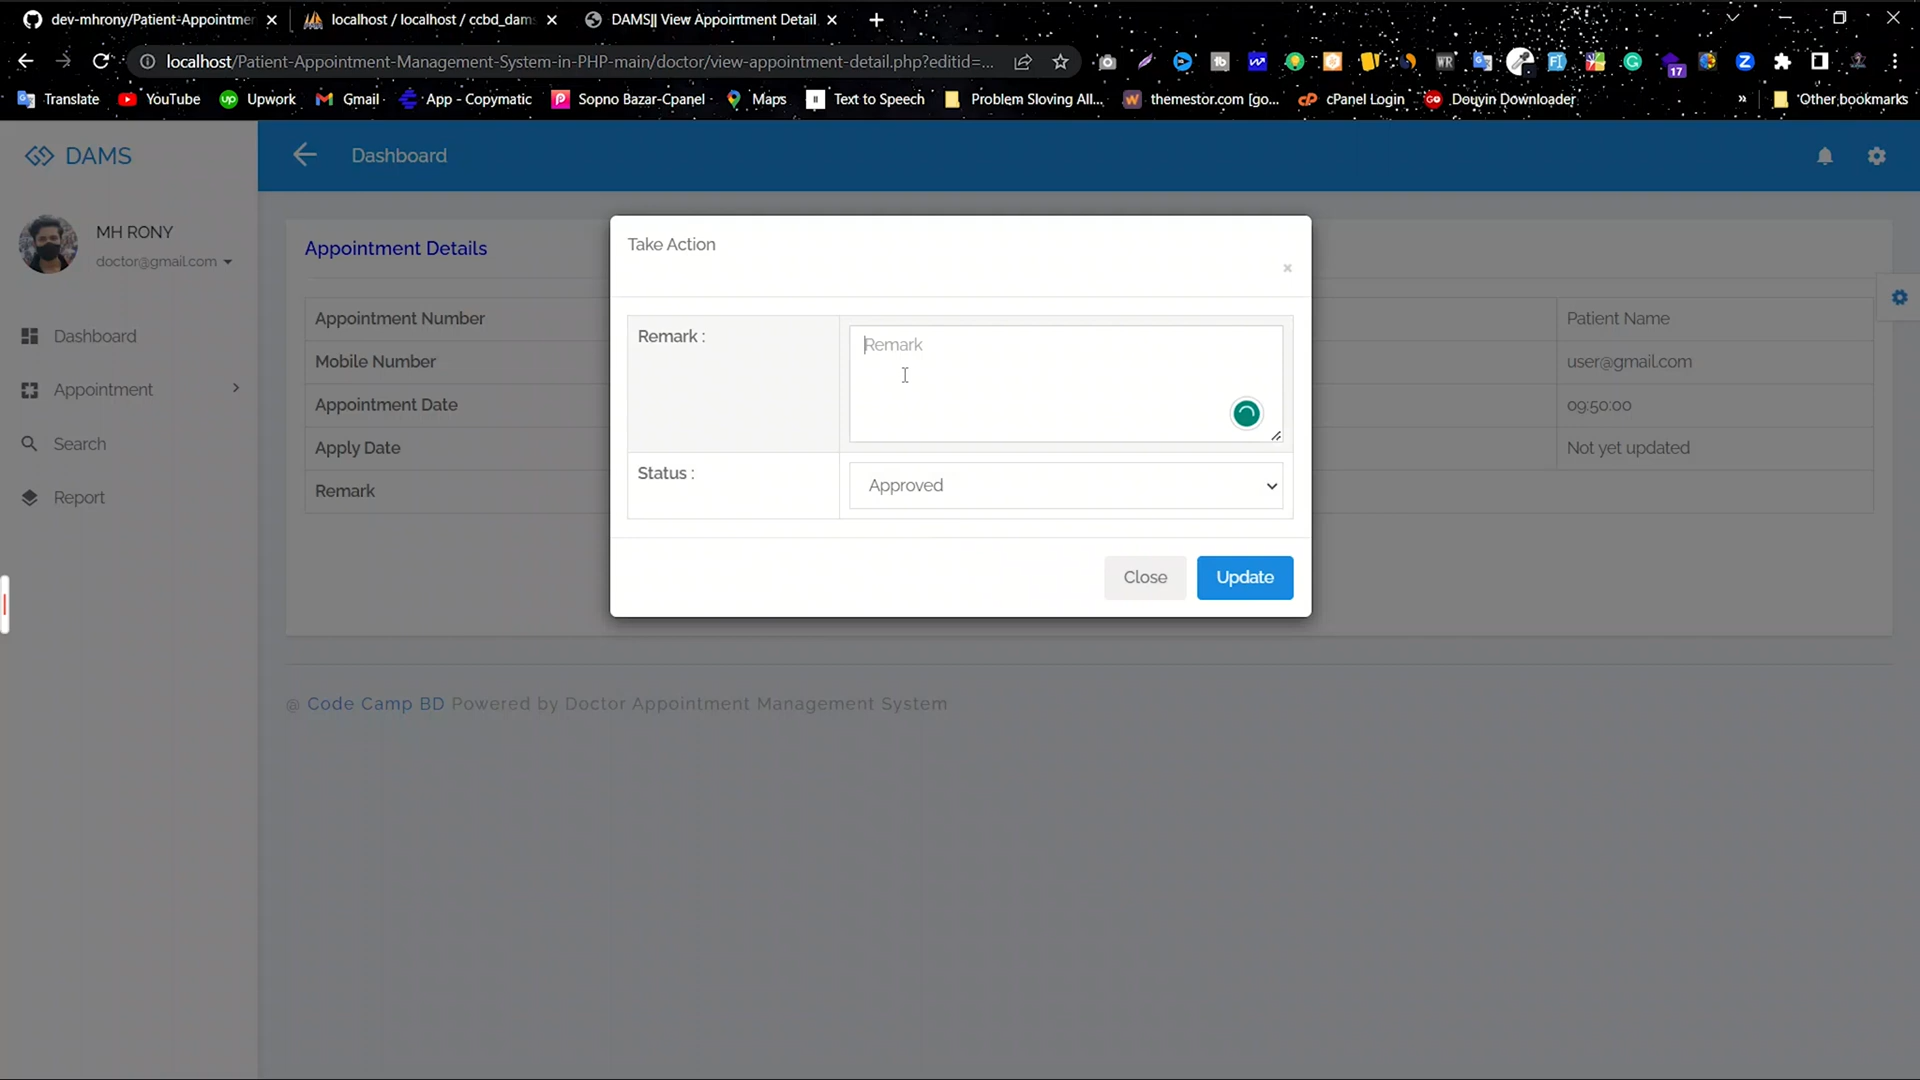 dev-mhrony/Patient-Appointmer
localhost / localhost / ccbd_dams
DAMS|| View Appointment Detail
localhost/Patient-Appointment-Management-System-in-PHP-main/doctor/view-appointment-detail.php?editid=...
17
Translate
YouTube
Upwork
Gmail
App - Copymatic
Sopno Bazar-Cpanel
Maps
Text to Speech
Problem Sloving All...
themestor.com [go...
cPanel Login
Douyin Downloader
»
Other bookmarks
DAMS
Dashboard
MH RONY
doctor@gmail.com
Dashboard
Appointment
Search
Report
Appointment Details
Appointment Number
Patient Name
Mobile Number
user@gmail.com
Appointment Date
09:50:00
Apply Date
Not yet updated
Remark
Take Action
×
Remark :
Remark
Status :
Approved
Close
Update
@ Code Camp BD Powered by Doctor Appointment Management System